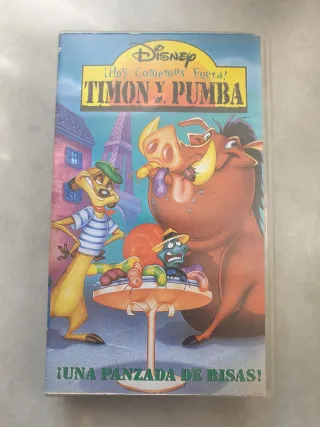 Disney
¡Hoy Comemos Fuera!
TIMON Y PUMBA
¡UNA PANZADA DE RISAS!